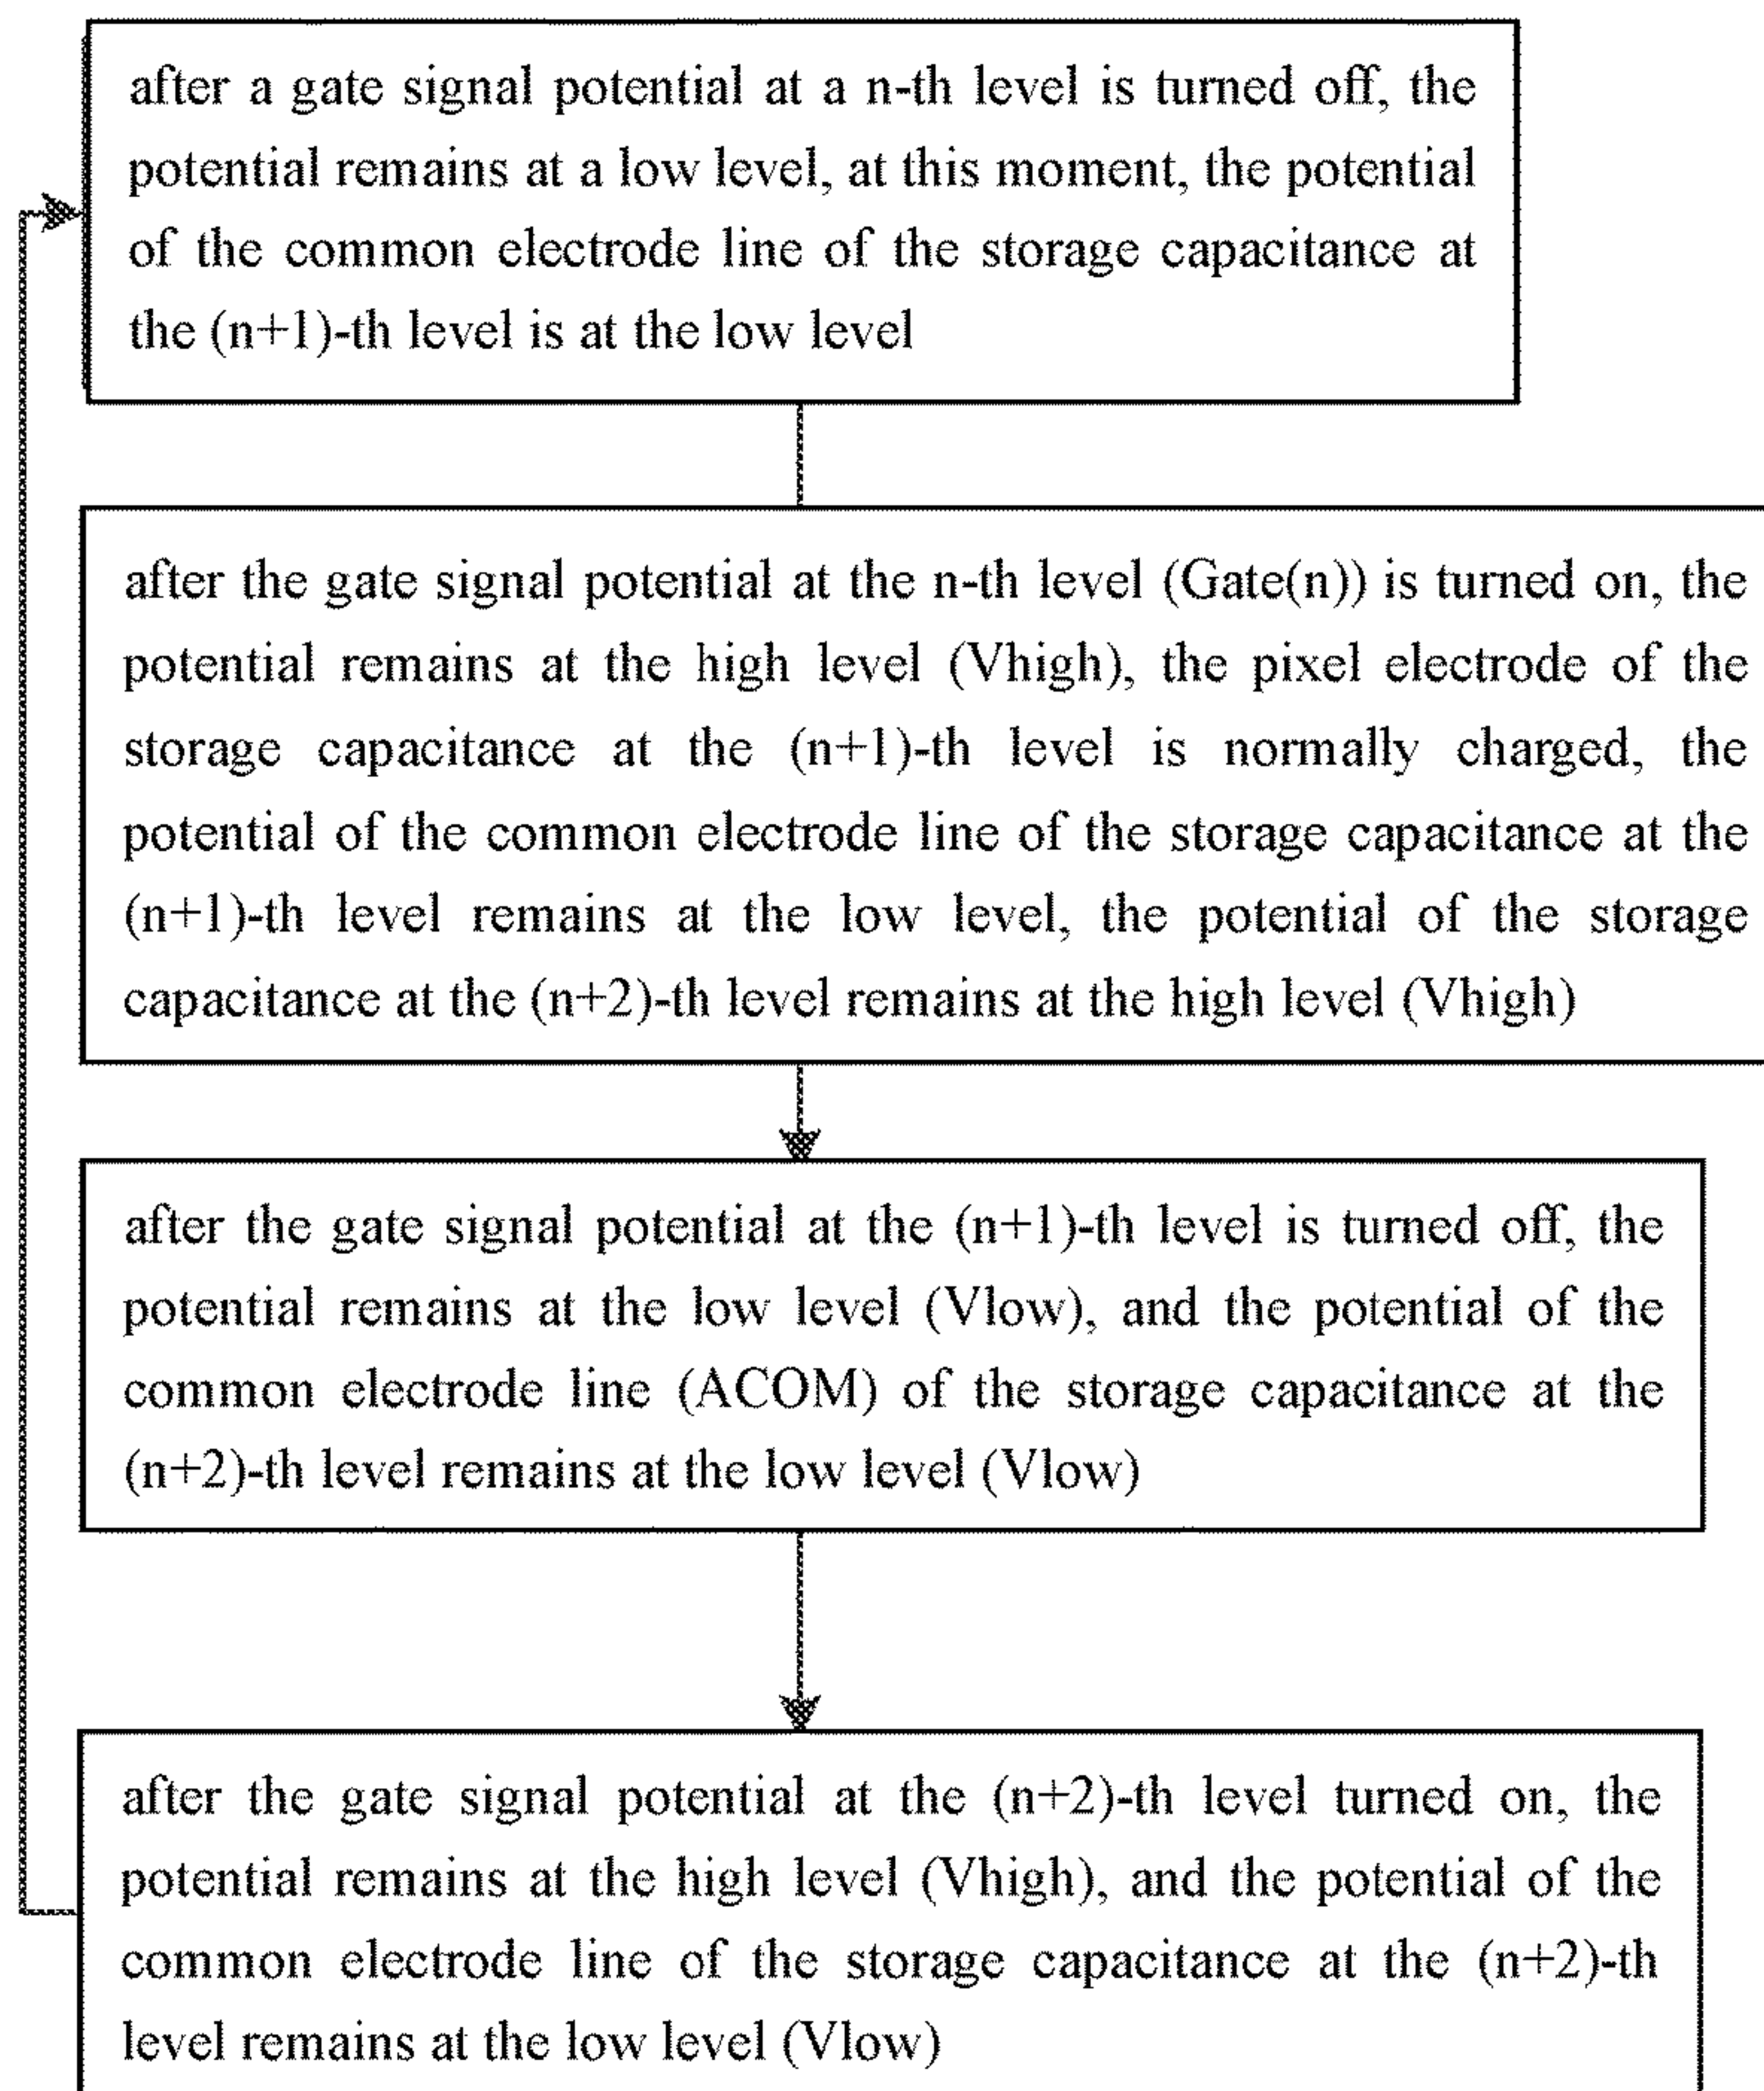 after a gate signal potential at a n-th level is turned off, the
potential remains at a low level, at this moment, the potential
of the common electrode line of the storage capacitance at
the (n+1)-th level is at the low level
after the gate signal potential at the n-th level (Gate(n)) is turned on, the
potential remains at the high level (Vhigh), the pixel electrode of the
storage capacitance at the (n+1)-th level is normally charged, the
potential of the common electrode line of the storage capacitance at the
(n+1)-th level remains at the low level, the potential of the storage
capacitance at the (n+2)-th level remains at the high level (Vhigh)
after the gate signal potential at the (n+1)-th level is turned off, the
potential remains at the low level (Vlow), and the potential of the
common electrode line (ACOM) of the storage capacitance at the
(n+2)-th level remains at the low level (Vlow)
after the gate signal potential at the (n+2)-th level turned on, the
potential remains at the high level (Vhigh), and the potential of the
common electrode line of the storage capacitance at the (n+2)-th
level remains at the low level (Vlow)